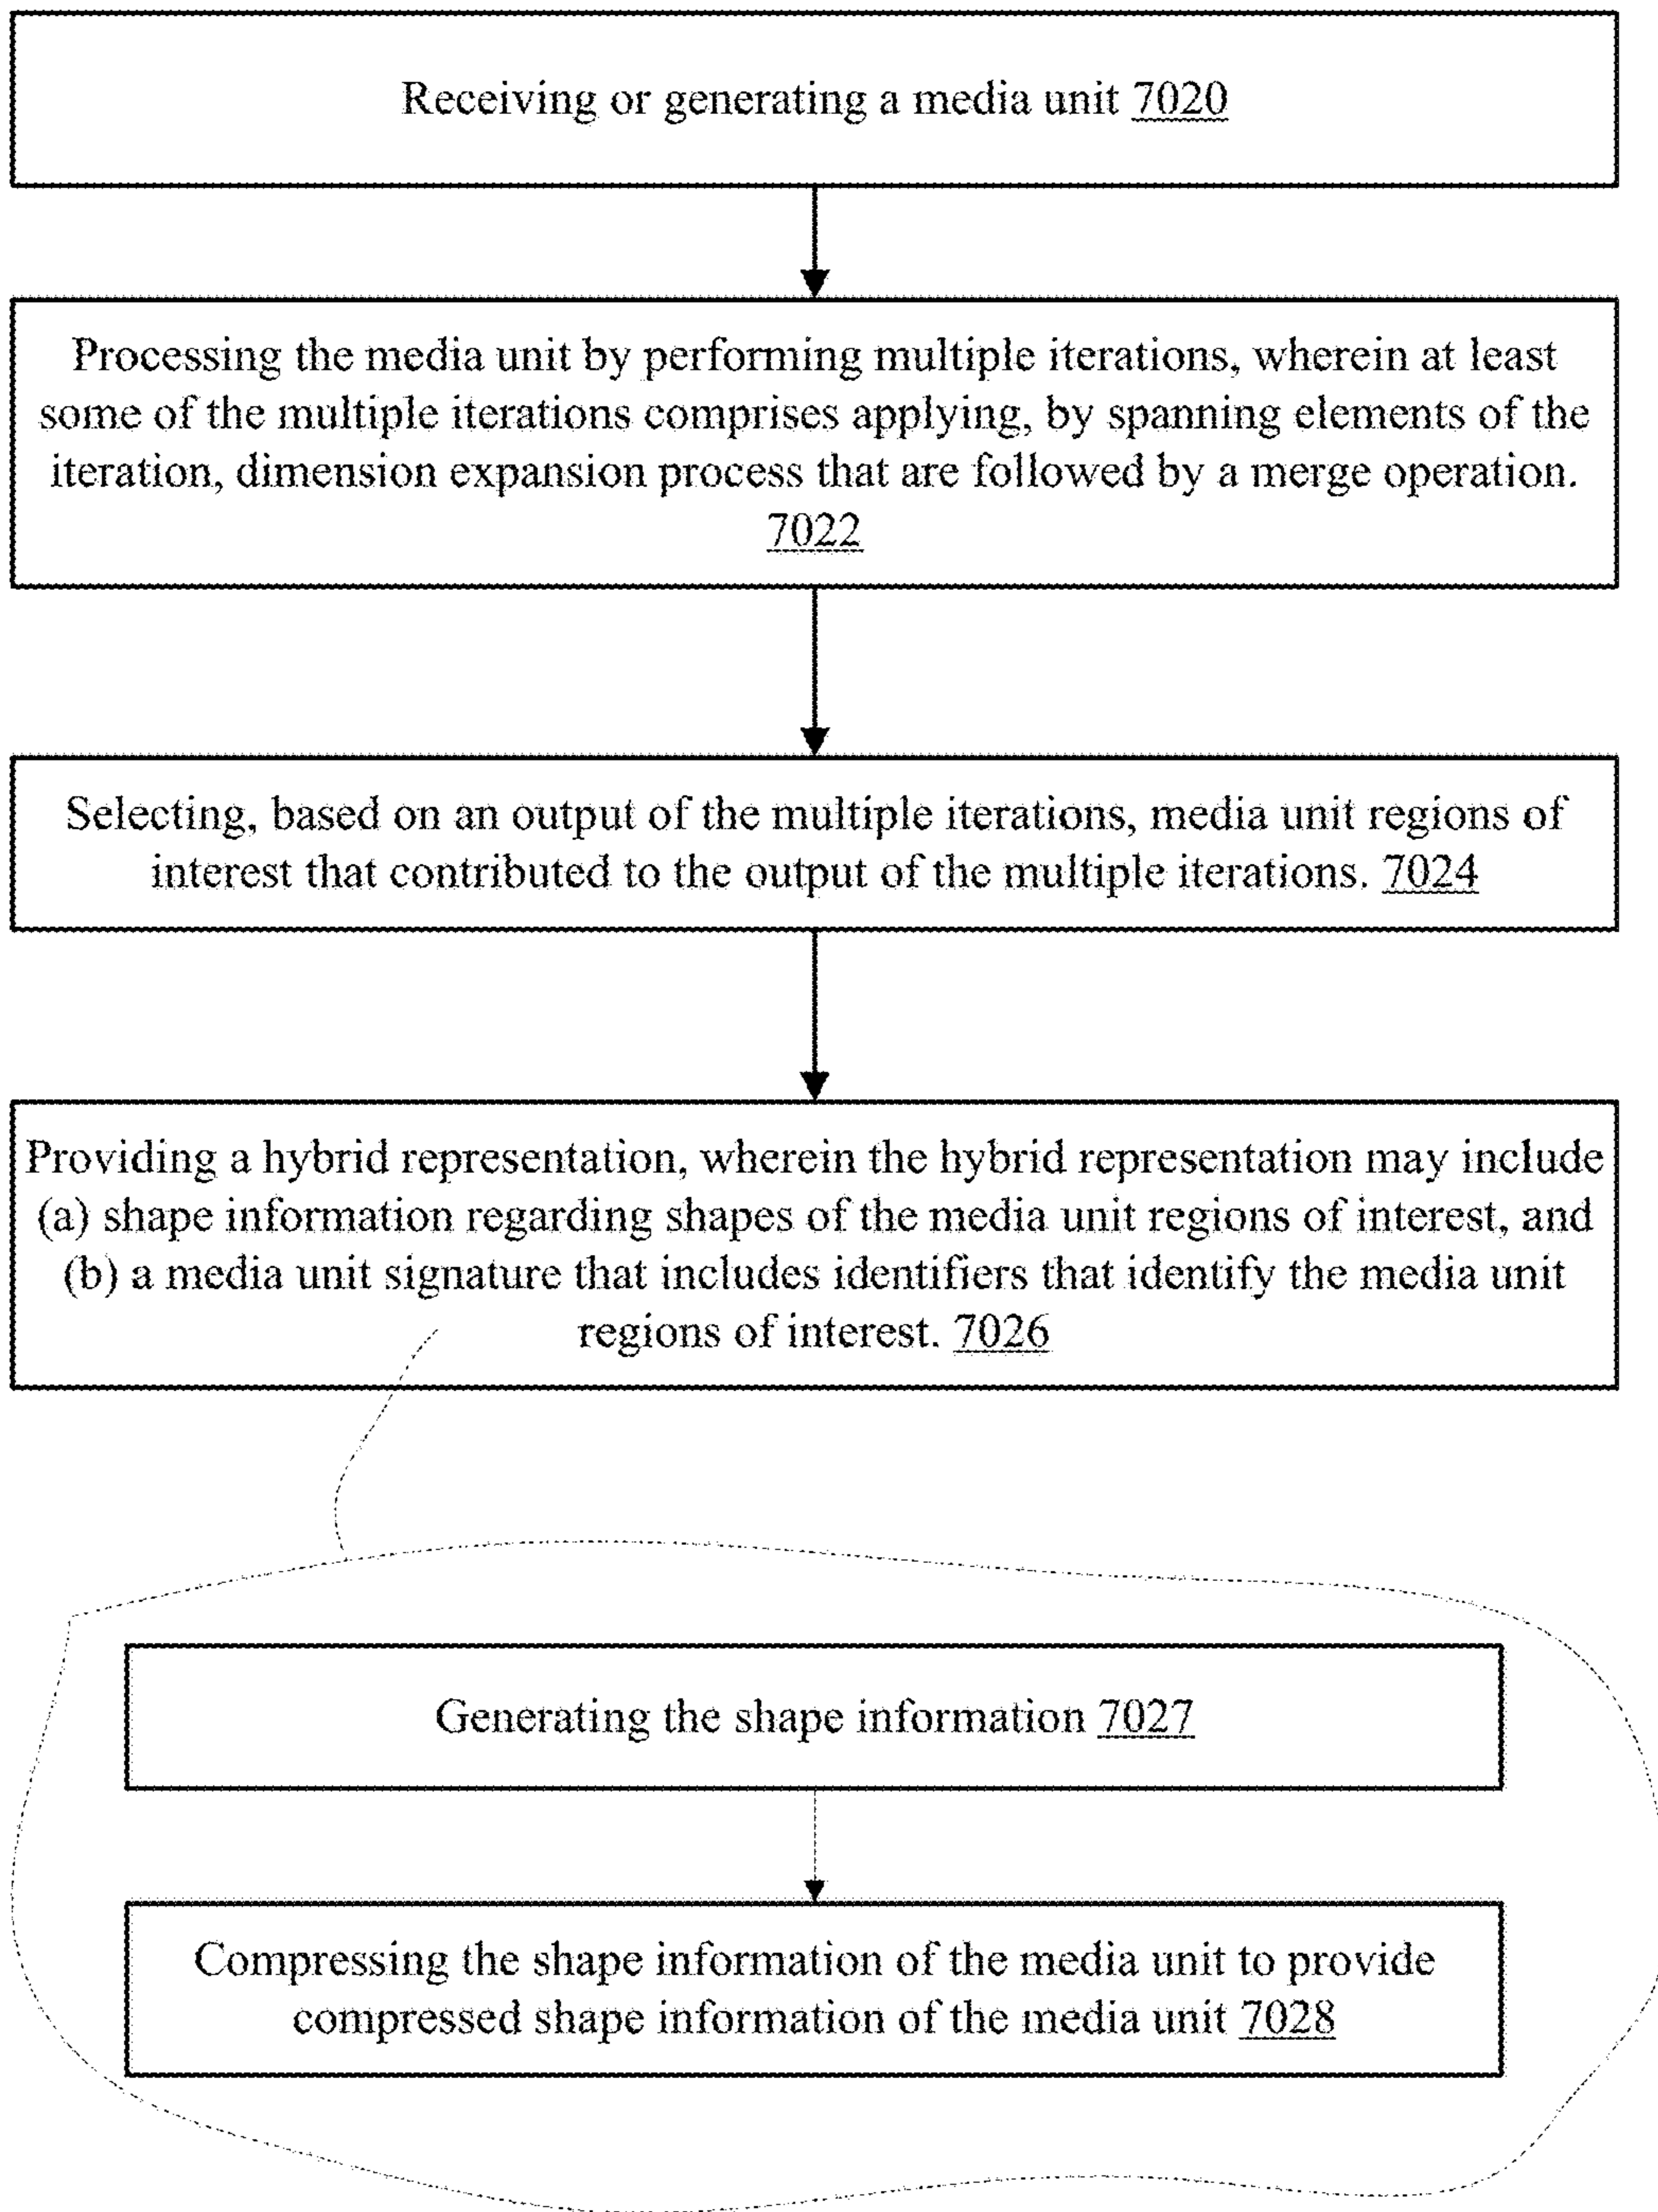 Receiving or generating a media unit 7020
Processing the media unit by performing multiple iterations, wherein at least
some of the multiple iterations comprises applying, by spanning elements of the
iteration, dimension expansion process that are followed by a merge operation.
7022
Selecting, based on an output of the multiple iterations, media unit regions of
interest that contributed to the output of the multiple iterations. 7024
Providing a hybrid representation, wherein the hybrid representation may include
(a) shape information regarding shapes of the media unit regions of interest, and
(b) a media unit signature that includes identifiers that identify the media unit
regions of interest. 7026
Generating the shape information 7027
Compressing the shape information of the media unit to provide
compressed shape information of the media unit 7028